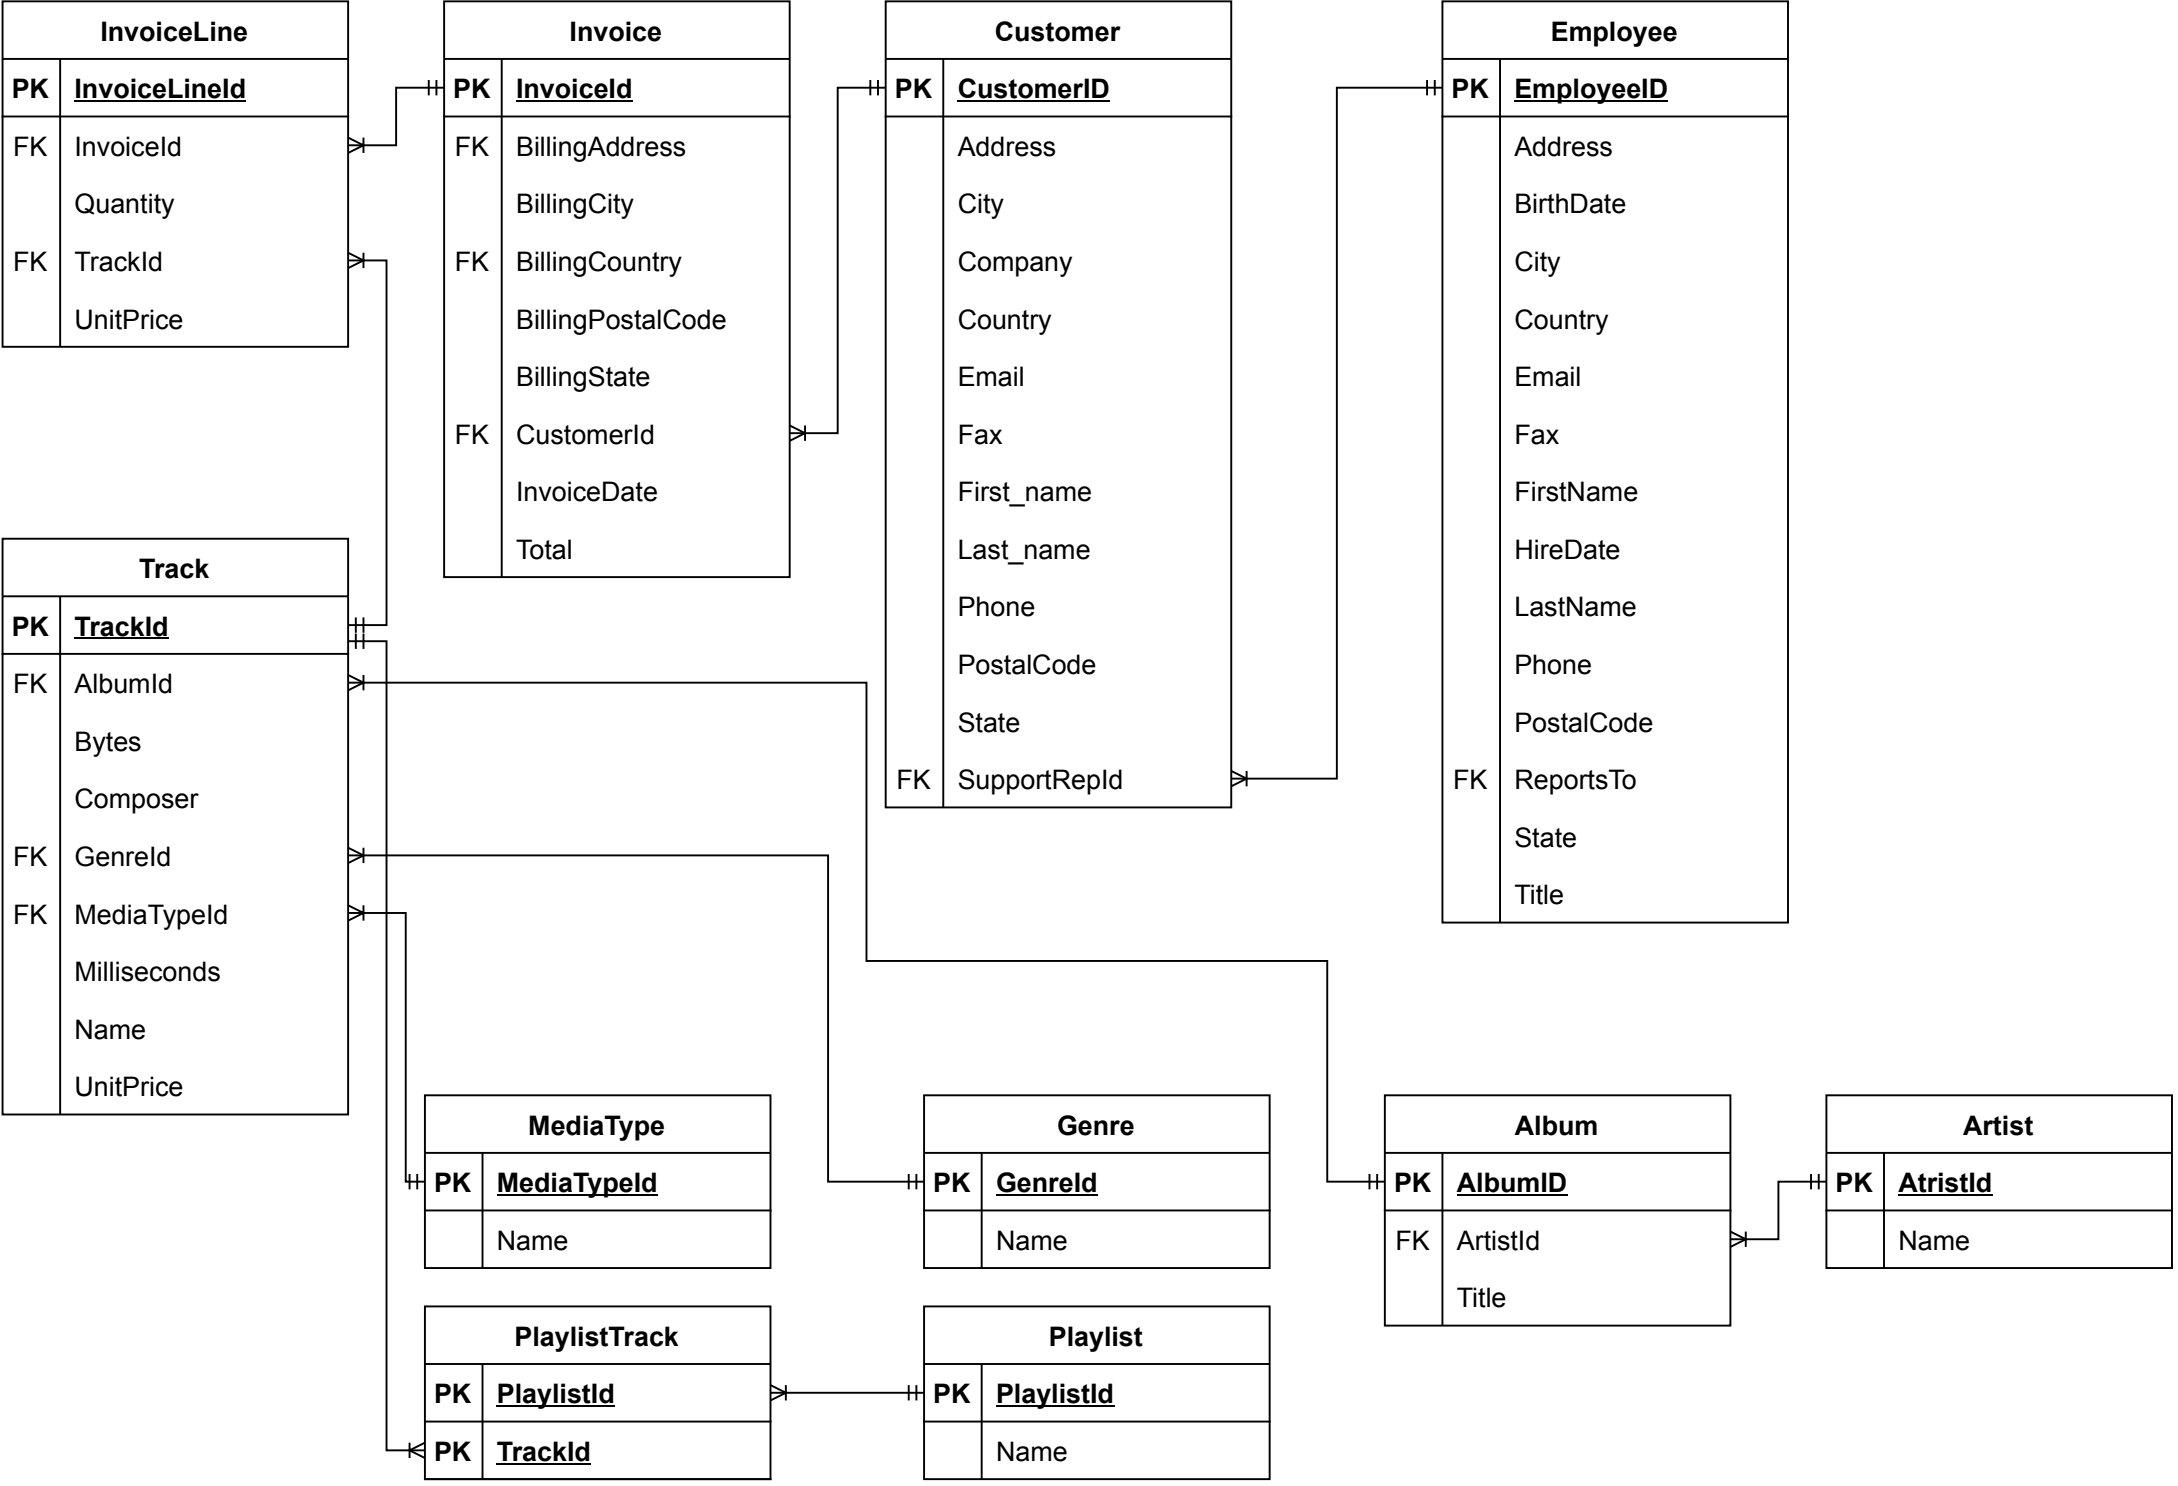 InvoiceLine
PK InvoiceLineId
FK InvoiceId
Quantity
FK TrackId
UnitPrice
Invoice
PK InvoiceId
FK BillingAddress
BillingCity
FK BillingCountry
BillingPostalCode
BillingState
FK CustomerId
InvoiceDate
Total
Customer
PK CustomerID
Address
City
Company
Country
Email
Fax
First_name
Last_name
Phone
PostalCode
State
FK SupportRepId
Employee
PK EmployeeID
Address
BirthDate
City
Country
Email
Fax
FirstName
HireDate
LastName
Phone
PostalCode
FK ReportsTo
State
Title
Track
PK TrackId
FK AlbumId
Bytes
Composer
FK GenreId
FK MediaTypeId
Milliseconds
Name
UnitPrice
MediaType
PK MediaTypeId
Name
Genre
PK GenreId
Name
Album
PK AlbumID
FK ArtistId
Title
Artist
PK AtristId
Name
PlaylistTrack
PK PlaylistId
PK TrackId
Playlist
PK PlaylistId
Name